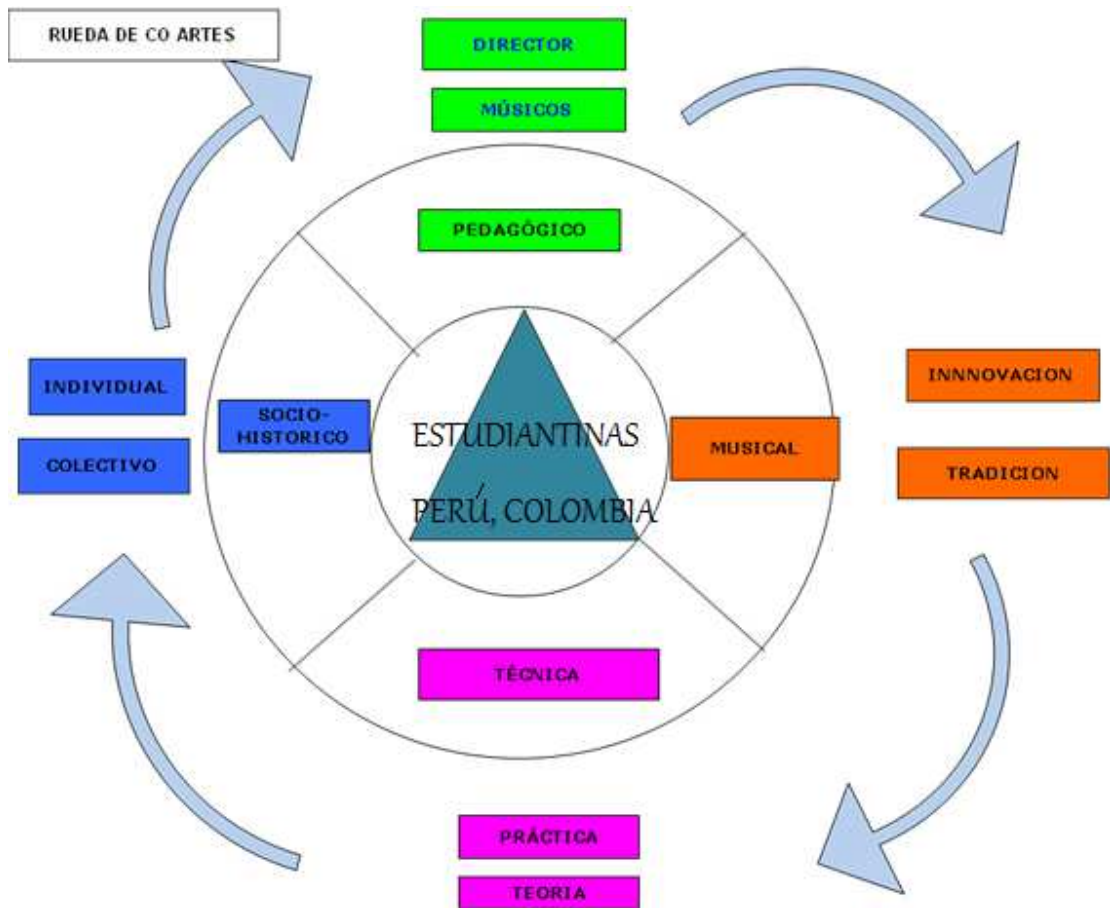 RUEDA DE CO ARTES
DIRECTOR
MÚSICOS
PEDAGÓGICO
INDIVIDUAL
COLECTIVO
SOCIO-
HISTORICO
ESTUDIANTINAS
PERÚ, COLOMBIA
MUSICAL
INNNOVACION
TRADICION
TÉCNICA
PRÁCTICA
TEORIA